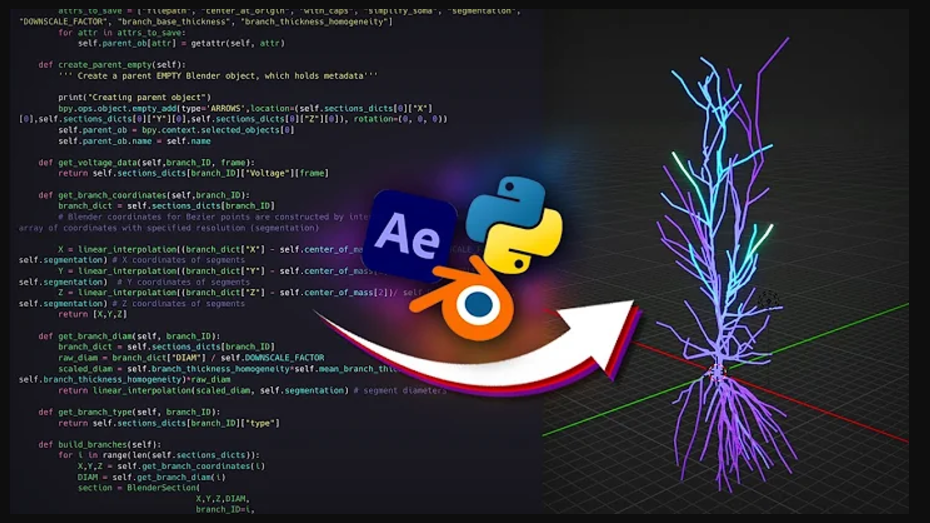 attrs_to_save = ["filepath", "center_at_origin", "with_caps", "simplify_soma", "segmentation",
"DOWNSCALE_FACTOR", "branch_base_thickness", "branch_thickness_homogeneity"]
for attr in attrs_to_save:
self.parent_ob[attr] = getattr(self, attr)
def create_parent_empty(self):
''' Create a parent EMPTY Blender object, which holds metadata'''
print("Creating parent object")
bpy.ops.object.empty_add(type='ARROWS',location=(self.sections_dicts[0]["X"]
[0],self.sections_dicts[0]["Y"][0],self.sections_dicts[0]["Z"][0]), rotation=(0, 0, 0))
self.parent_ob = bpy.context.selected_objects[0]
self.parent_ob.name = self.name
def get_voltage_data(self,branch_ID, frame):
return self.sections_dicts[branch_ID]["Voltage"][frame]
def get_branch_coordinates(self,branch_ID):
branch_dict = self.sections_dicts[branch_ID]
# Blender coordinates for Bezier points are constructed by
array of coordinates with specified resolution (segmentation)
X = linear_interpolation((branch_dict["X"] - self.center_of_
self.segmentation) # X coordinates of segments
Y = linear_interpolation((branch_dict["Y"] - self.center_of_
self.segmentation) # Y coordinates of segments
Z = linear_interpolation((branch_dict["Z"] - self.center_of_mass[2])/
self.segmentation) # Z coordinates of segments
return [X,Y,Z]
def get_branch_diam(self, branch_ID):
branch_dict = self.sections_dicts[branch_ID]
raw_diam = branch_dict["DIAM"] / self.DOWNSCALE_FACTOR
scaled_diam = self.branch_thickness_homogeneity*self.mean_branch_
self.branch_thickness_homogeneity)*raw_diam
return linear_interpolation(scaled_diam, self.segmentation) # segment diameters
def get_branch_type(self, branch_ID):
return self.sections_dicts[branch_ID]["type"]
def build_branches(self):
for i in range(len(self.sections_dicts)):
X,Y,Z = self.get_branch_coordinates(i)
DIAM = self.get_branch_diam(i)
section = BlenderSection(
X,Y,Z,DIAM,
branch_ID=i,
Ae